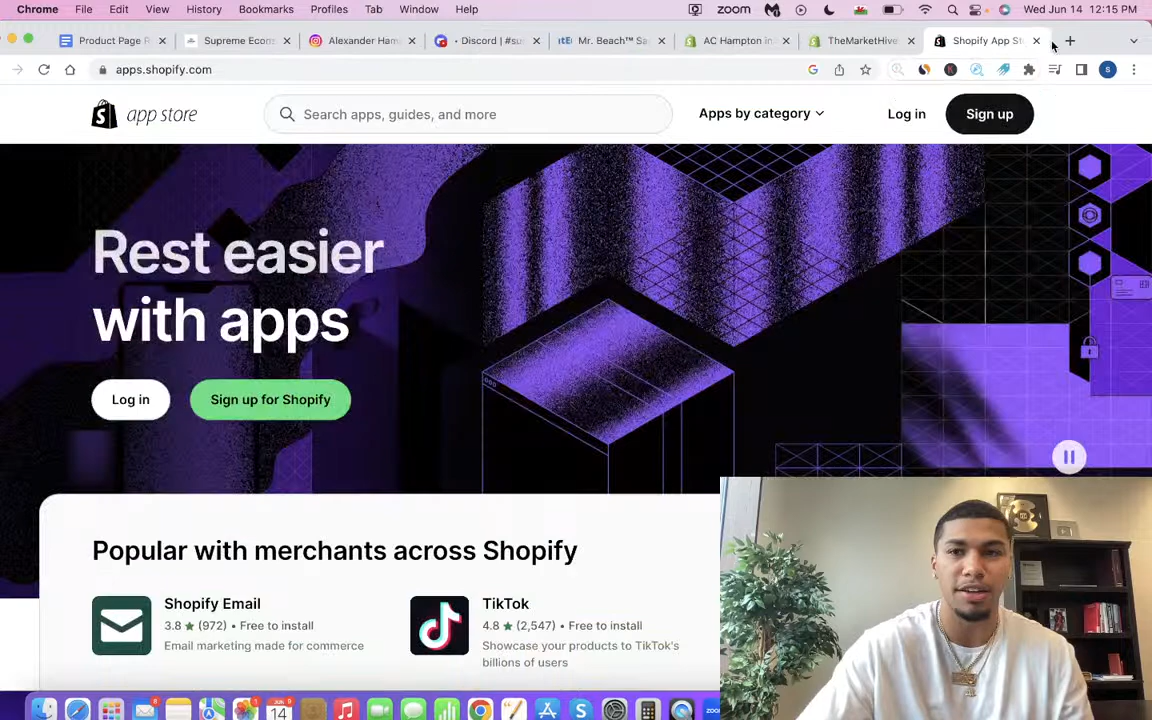 Chrome File Edit View History Bookmarks Profiles Tab Window Help zoom Wed Jun 14 12:15 PM
Product Page R Supreme Ecom Alexander Ham • Discord | #su Mr. Beach™ Sa AC Hampton in TheMarketHive Shopify App St
apps.shopify.com
app store
Search apps, guides, and more
Apps by category
Log in
Sign up
Rest easier
with apps
Log in
Sign up for Shopify
Popular with merchants across Shopify
Shopify Email
3.8 ★ (972) • Free to install
Email marketing made for commerce
TikTok
4.8 ★ (2,547) • Free to install
Showcase your products to TikTok's
billions of users
JUN
14
zoom